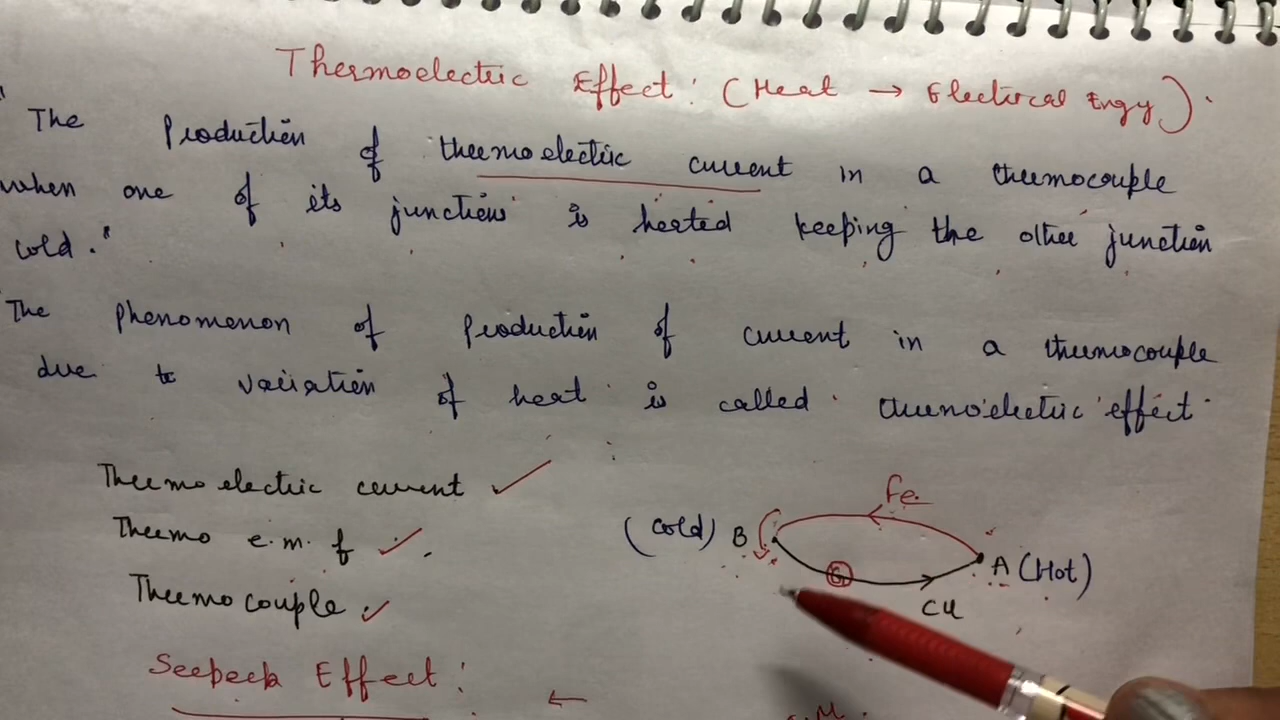 Thermoelectric Effect: (Heat → Electrical Engy).
"The production of thermoelectric current in a thermocouple
when one of its junctions is heated keeping the other junction
cold."
The phenomenon of production of current in a thermocouple
due to variation of heat is called thermoelectric effect.
Thermo electric current ✓
Thermo e.m.f ✓.
Thermo couple ✓
Fe
(Cold) B
A (Hot)
G
Cu
Seebeck Effect:
←